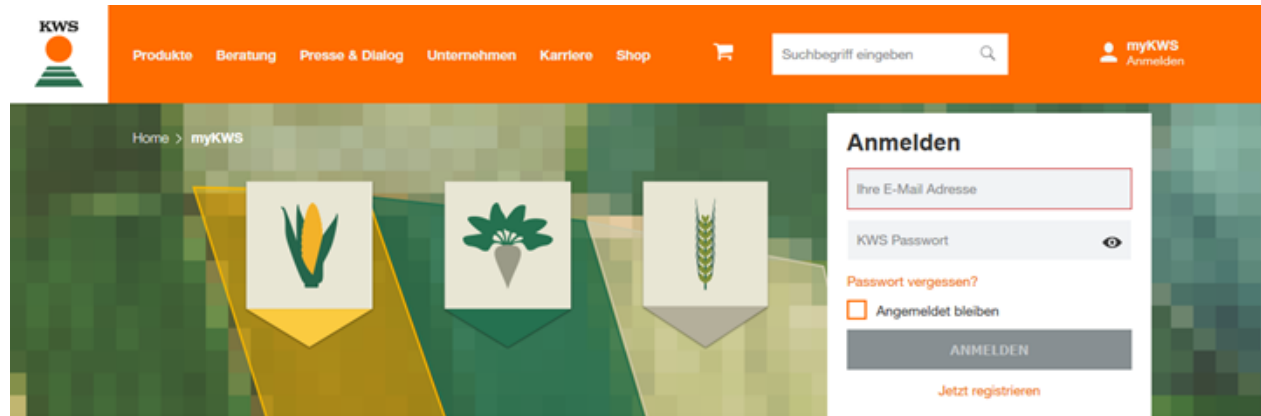 KWS
Produkte Beratung Presse & Dialog Unternehmen Karriere Shop
Suchbegriff eingeben
myKWS
Anmelden
Home > myKWS
Anmelden
Ihre E-Mail Adresse
KWS Passwort
Passwort vergessen?
Angemeldet bleiben
ANMELDEN
Jetzt registrieren